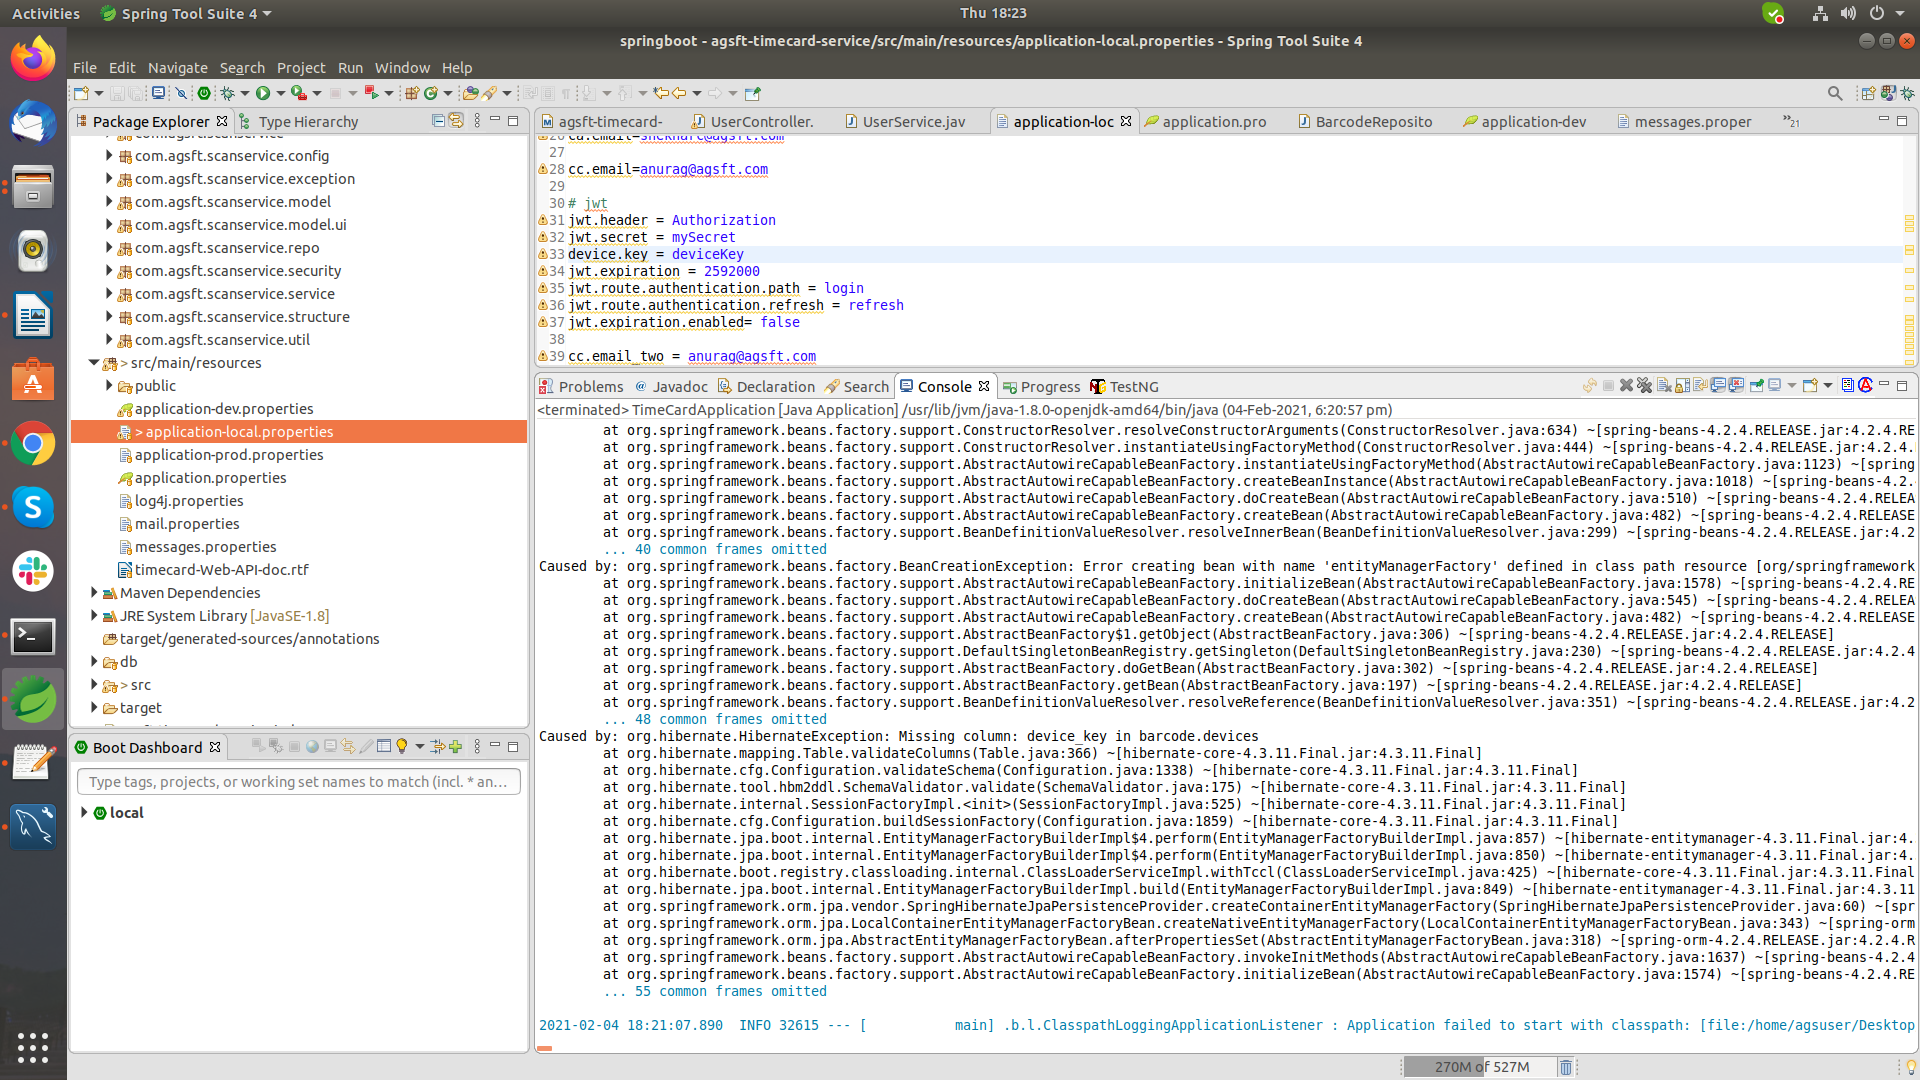 Activities
Spring Tool Suite 4
Thu 18:23
springboot - agsft-timecard-service/src/main/resources/application-local.properties - Spring Tool Suite 4
File Edit Navigate Search Project Run Window Help
Package Explorer
Type Hierarchy
com.agsft.scanservice
com.agsft.scanservice.config
com.agsft.scanservice.exception
com.agsft.scanservice.model
com.agsft.scanservice.model.ui
com.agsft.scanservice.repo
com.agsft.scanservice.security
com.agsft.scanservice.service
com.agsft.scanservice.structure
com.agsft.scanservice.util
> src/main/resources
public
application-dev.properties
> application-local.properties
application-prod.properties
application.properties
log4j.properties
mail.properties
messages.properties
timecard-Web-API-doc.rtf
Maven Dependencies
JRE System Library [JavaSE-1.8]
target/generated-sources/annotations
db
> src
target
Boot Dashboard
Type tags, projects, or working set names to match (incl. * an...
local
agsft-timecard-
UserController.
UserService.jav
application-loc
application.pro
BarcodeReposito
application-dev
messages.proper
»21
26 ca.email=shekharc@agsft.com
27
28 cc.email=anurag@agsft.com
29
30 # jwt
31 jwt.header = Authorization
32 jwt.secret = mySecret
33 device.key = deviceKey
34 jwt.expiration = 2592000
35 jwt.route.authentication.path = login
36 jwt.route.authentication.refresh = refresh
37 jwt.expiration.enabled= false
38
39 cc.email_two = anurag@agsft.com
Problems
@ Javadoc
Declaration
Search
Console
Progress
TestNG
<terminated> TimeCardApplication [Java Application] /usr/lib/jvm/java-1.8.0-openjdk-amd64/bin/java (04-Feb-2021, 6:20:57 pm)
at org.springframework.beans.factory.support.ConstructorResolver.resolveConstructorArguments(ConstructorResolver.java:634) ~[spring-beans-4.2.4.RELEASE.jar:4.2.4.RE
at org.springframework.beans.factory.support.ConstructorResolver.instantiateUsingFactoryMethod(ConstructorResolver.java:444) ~[spring-beans-4.2.4.RELEASE.jar:4.2.4.
at org.springframework.beans.factory.support.AbstractAutowireCapableBeanFactory.instantiateUsingFactoryMethod(AbstractAutowireCapableBeanFactory.java:1123) ~[spring
at org.springframework.beans.factory.support.AbstractAutowireCapableBeanFactory.createBeanInstance(AbstractAutowireCapableBeanFactory.java:1018) ~[spring-beans-4.2.
at org.springframework.beans.factory.support.AbstractAutowireCapableBeanFactory.doCreateBean(AbstractAutowireCapableBeanFactory.java:510) ~[spring-beans-4.2.4.RELEA
at org.springframework.beans.factory.support.AbstractAutowireCapableBeanFactory.createBean(AbstractAutowireCapableBeanFactory.java:482) ~[spring-beans-4.2.4.RELEASE
at org.springframework.beans.factory.support.BeanDefinitionValueResolver.resolveInnerBean(BeanDefinitionValueResolver.java:299) ~[spring-beans-4.2.4.RELEASE.jar:4.2
... 40 common frames omitted
Caused by: org.springframework.beans.factory.BeanCreationException: Error creating bean with name 'entityManagerFactory' defined in class path resource [org/springframework
at org.springframework.beans.factory.support.AbstractAutowireCapableBeanFactory.initializeBean(AbstractAutowireCapableBeanFactory.java:1578) ~[spring-beans-4.2.4.RE
at org.springframework.beans.factory.support.AbstractAutowireCapableBeanFactory.doCreateBean(AbstractAutowireCapableBeanFactory.java:545) ~[spring-beans-4.2.4.RELEA
at org.springframework.beans.factory.support.AbstractAutowireCapableBeanFactory.createBean(AbstractAutowireCapableBeanFactory.java:482) ~[spring-beans-4.2.4.RELEASE
at org.springframework.beans.factory.support.AbstractBeanFactory$1.getObject(AbstractBeanFactory.java:306) ~[spring-beans-4.2.4.RELEASE.jar:4.2.4.RELEASE]
at org.springframework.beans.factory.support.DefaultSingletonBeanRegistry.getSingleton(DefaultSingletonBeanRegistry.java:230) ~[spring-beans-4.2.4.RELEASE.jar:4.2.4
at org.springframework.beans.factory.support.AbstractBeanFactory.doGetBean(AbstractBeanFactory.java:302) ~[spring-beans-4.2.4.RELEASE.jar:4.2.4.RELEASE]
at org.springframework.beans.factory.support.AbstractBeanFactory.getBean(AbstractBeanFactory.java:197) ~[spring-beans-4.2.4.RELEASE.jar:4.2.4.RELEASE]
at org.springframework.beans.factory.support.BeanDefinitionValueResolver.resolveReference(BeanDefinitionValueResolver.java:351) ~[spring-beans-4.2.4.RELEASE.jar:4.2
... 48 common frames omitted
Caused by: org.hibernate.HibernateException: Missing column: device_key in barcode.devices
at org.hibernate.mapping.Table.validateColumns(Table.java:366) ~[hibernate-core-4.3.11.Final.jar:4.3.11.Final]
at org.hibernate.cfg.Configuration.validateSchema(Configuration.java:1338) ~[hibernate-core-4.3.11.Final.jar:4.3.11.Final]
at org.hibernate.tool.hbm2ddl.SchemaValidator.validate(SchemaValidator.java:175) ~[hibernate-core-4.3.11.Final.jar:4.3.11.Final]
at org.hibernate.internal.SessionFactoryImpl.<init>(SessionFactoryImpl.java:525) ~[hibernate-core-4.3.11.Final.jar:4.3.11.Final]
at org.hibernate.cfg.Configuration.buildSessionFactory(Configuration.java:1859) ~[hibernate-core-4.3.11.Final.jar:4.3.11.Final]
at org.hibernate.jpa.boot.internal.EntityManagerFactoryBuilderImpl$4.perform(EntityManagerFactoryBuilderImpl.java:857) ~[hibernate-entitymanager-4.3.11.Final.jar:4.
at org.hibernate.jpa.boot.internal.EntityManagerFactoryBuilderImpl$4.perform(EntityManagerFactoryBuilderImpl.java:850) ~[hibernate-entitymanager-4.3.11.Final.jar:4.
at org.hibernate.boot.registry.classloading.internal.ClassLoaderServiceImpl.withTccl(ClassLoaderServiceImpl.java:425) ~[hibernate-core-4.3.11.Final.jar:4.3.11.Final
at org.hibernate.jpa.boot.internal.EntityManagerFactoryBuilderImpl.build(EntityManagerFactoryBuilderImpl.java:849) ~[hibernate-entitymanager-4.3.11.Final.jar:4.3.11
at org.springframework.orm.jpa.vendor.SpringHibernateJpaPersistenceProvider.createContainerEntityManagerFactory(SpringHibernateJpaPersistenceProvider.java:60) ~[spr
at org.springframework.orm.jpa.LocalContainerEntityManagerFactoryBean.createNativeEntityManagerFactory(LocalContainerEntityManagerFactoryBean.java:343) ~[spring-orm
at org.springframework.orm.jpa.AbstractEntityManagerFactoryBean.afterPropertiesSet(AbstractEntityManagerFactoryBean.java:318) ~[spring-orm-4.2.4.RELEASE.jar:4.2.4.R
at org.springframework.beans.factory.support.AbstractAutowireCapableBeanFactory.invokeInitMethods(AbstractAutowireCapableBeanFactory.java:1637) ~[spring-beans-4.2.4
at org.springframework.beans.factory.support.AbstractAutowireCapableBeanFactory.initializeBean(AbstractAutowireCapableBeanFactory.java:1574) ~[spring-beans-4.2.4.RE
... 55 common frames omitted
2021-02-04 18:21:07.890 INFO 32615 --- [ main] .b.l.ClasspathLoggingApplicationListener : Application failed to start with classpath: [file:/home/agsuser/Desktop
270M of 527M